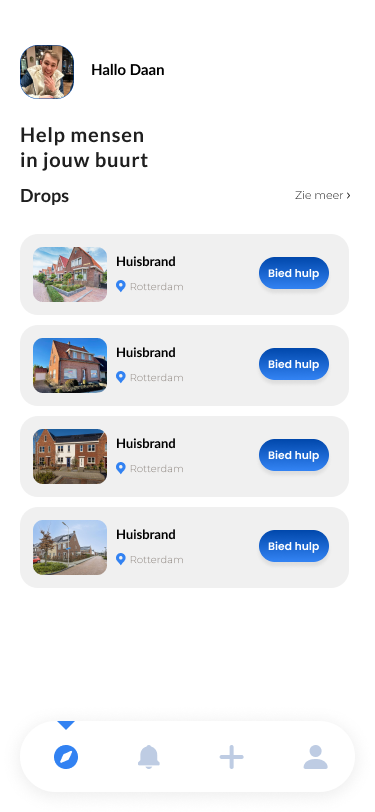 Hallo Daan
Help mensen
in jouw buurt
Drops
Zie meer ›
Huisbrand
Rotterdam
Bied hulp
Huisbrand
Rotterdam
Bied hulp
Huisbrand
Rotterdam
Bied hulp
Huisbrand
Rotterdam
Bied hulp